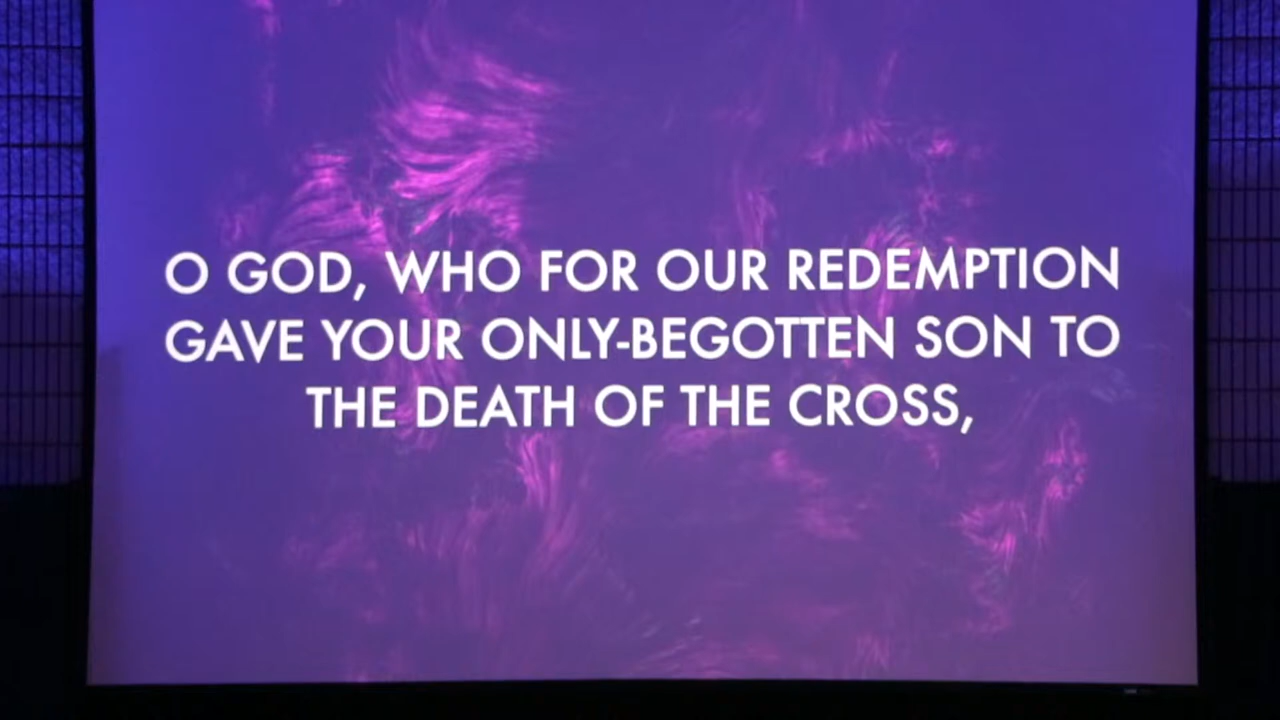 O GOD, WHO FOR OUR REDEMPTION
GAVE YOUR ONLY-BEGOTTEN SON TO
THE DEATH OF THE CROSS,